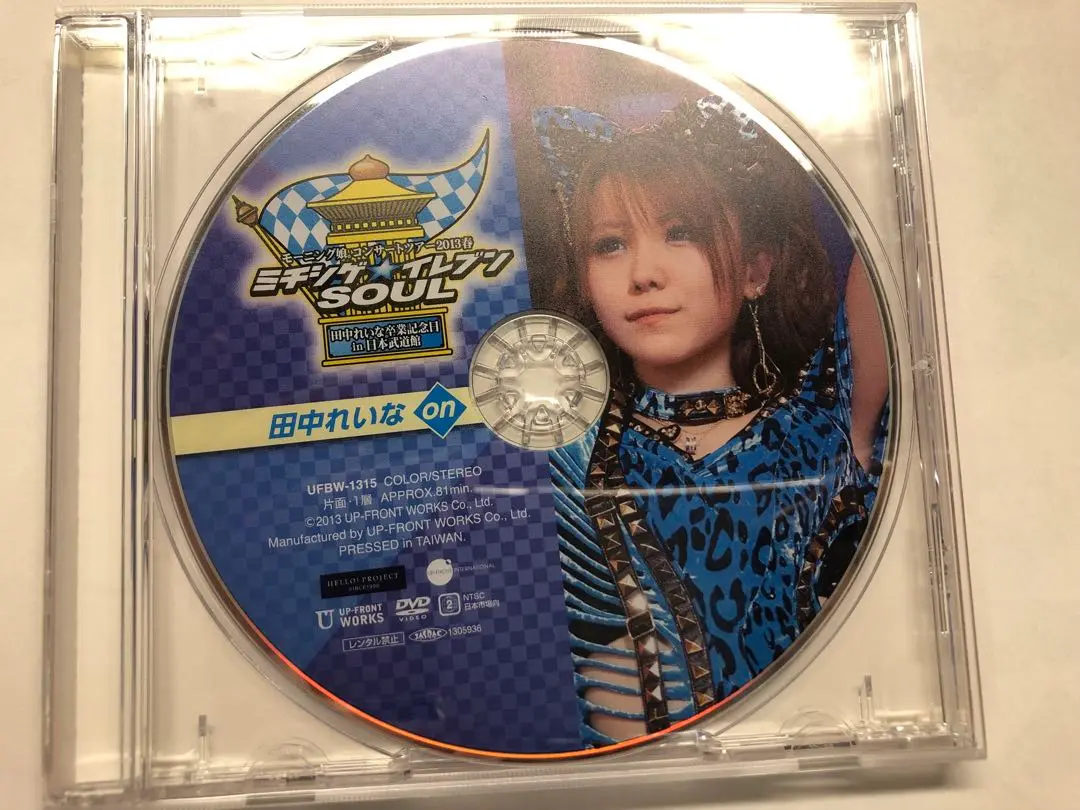 モーニング娘。コンサートツアー2013春
ミチシゲ☆イレブン
SOUL
田中れいな卒業記念日
in 日本武道館
田中れいな on
UFBW-1315 COLOR/STEREO
片面・1層 APPROX.81min.
©2013 UP-FRONT WORKS Co., Ltd.
Manufactured by UP-FRONT WORKS Co., Ltd.
PRESSED in TAIWAN.
HELLO! PROJECT
SINCE 1998
UP-FRONT INTERNATIONAL
UP-FRONT
WORKS
DVD
VIDEO
2
NTSC
日本市場向
レンタル禁止
1305936